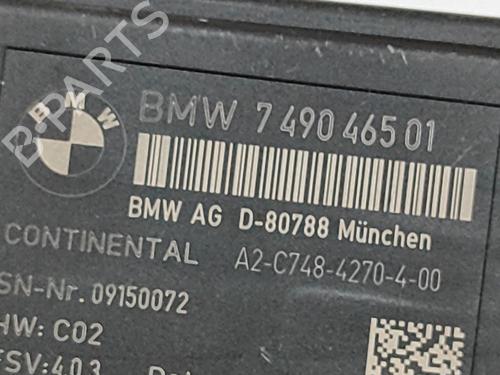 BMW
BMW 7 490 465 01
BMW AG D-80788 München
CONTINENTAL A2-C748-4270-4-00
SN-Nr. 09150072
HW: C02
B-PARTS